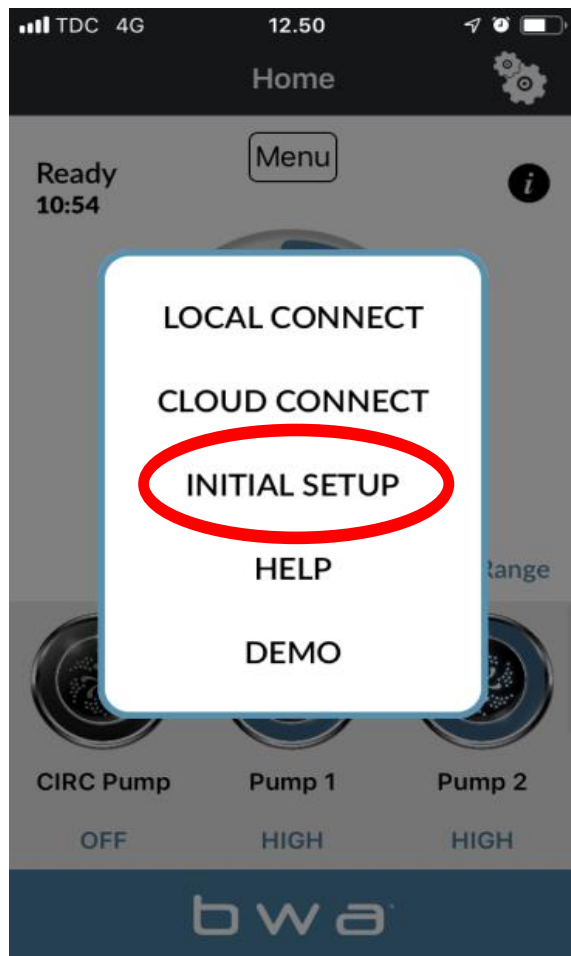 TDC 4G 12.50
Home
Menu
Ready
10:54
i
LOCAL CONNECT
CLOUD CONNECT
INITIAL SETUP
HELP
Range
DEMO
CIRC Pump Pump 1 Pump 2
OFF HIGH HIGH
bwa